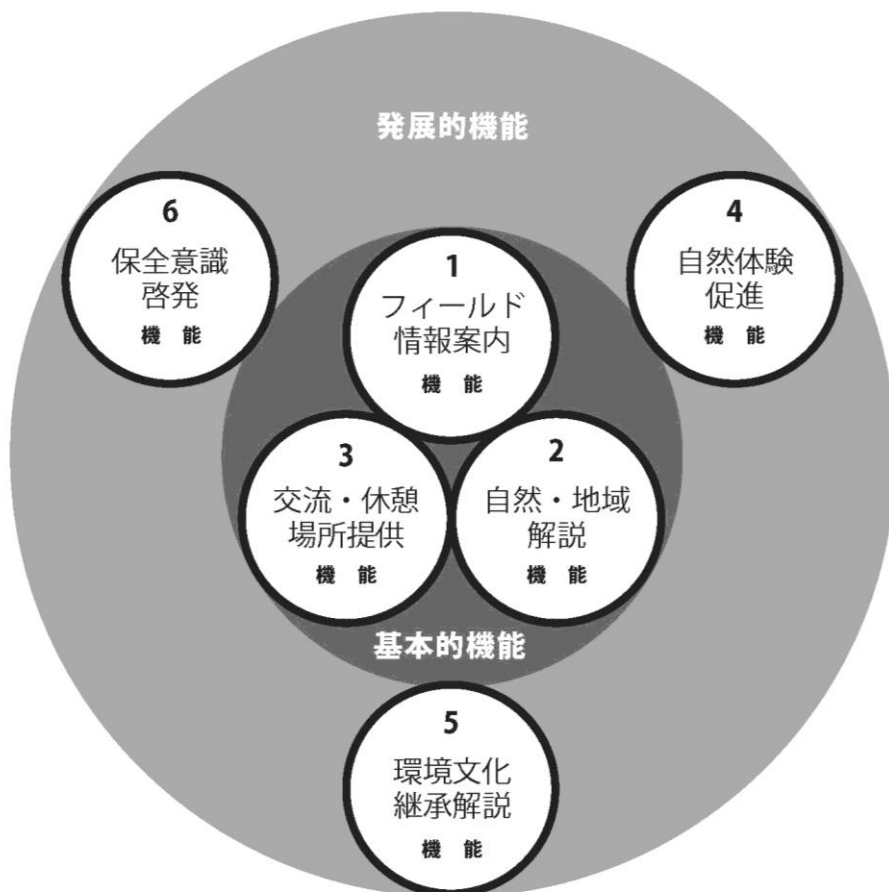 発展的機能
6
保全意識
啓発
機 能
4
自然体験
促進
機 能
1
フィールド
情報案内
機 能
3
交流・休憩
場所提供
機 能
2
自然・地域
解説
機 能
基本的機能
5
環境文化
継承解説
機 能